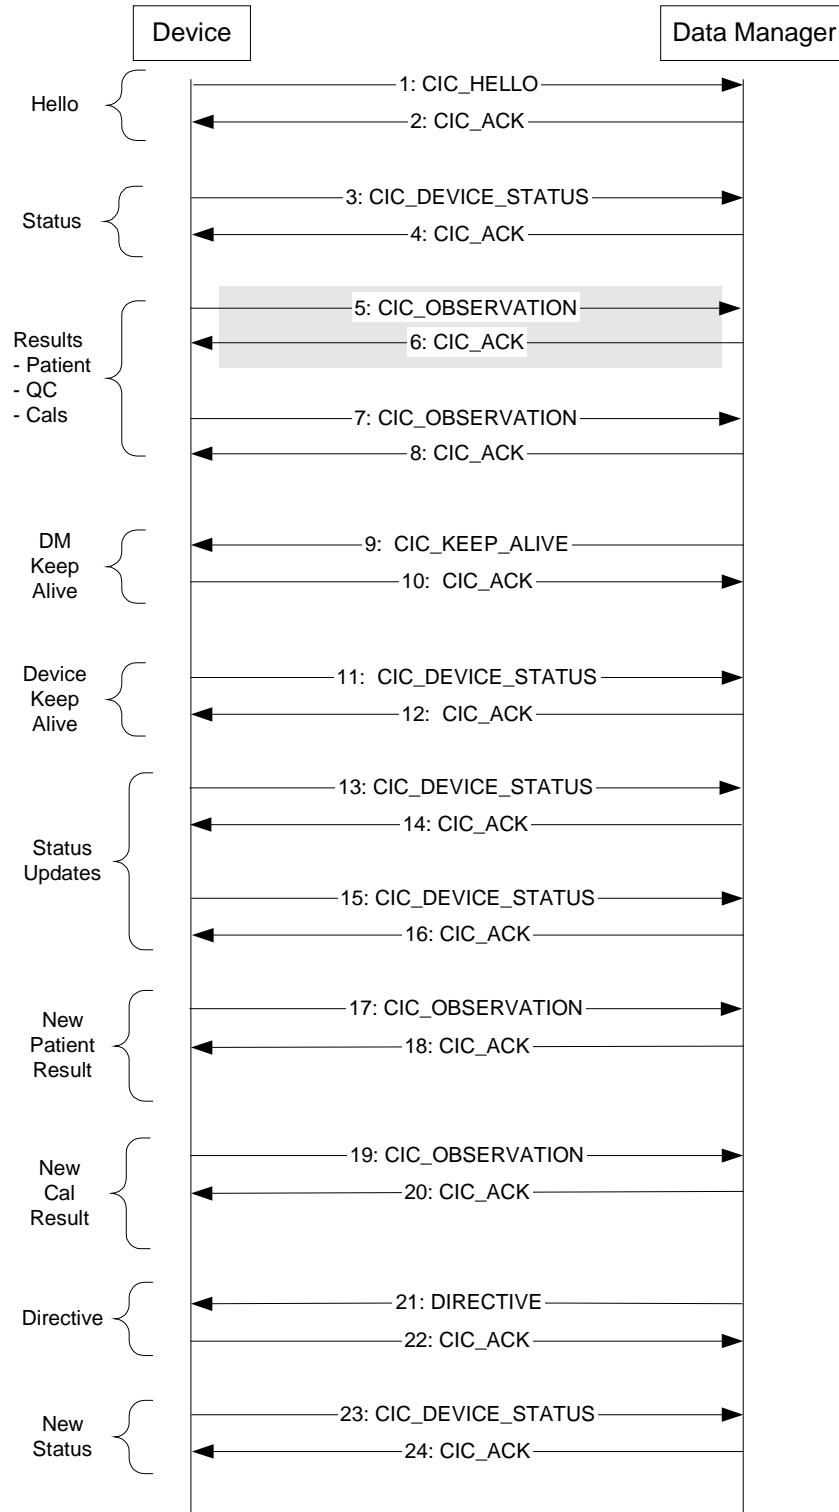 Device
Data Manager
Hello
1: CIC_HELLO
2: CIC_ACK
Status
3: CIC_DEVICE_STATUS
4: CIC_ACK
Results
- Patient
- QC
- Cals
5: CIC_OBSERVATION
6: CIC_ACK
7: CIC_OBSERVATION
8: CIC_ACK
DM
Keep
Alive
9: CIC_KEEP_ALIVE
10: CIC_ACK
Device
Keep
Alive
11: CIC_DEVICE_STATUS
12: CIC_ACK
Status
Updates
13: CIC_DEVICE_STATUS
14: CIC_ACK
15: CIC_DEVICE_STATUS
16: CIC_ACK
New
Patient
Result
17: CIC_OBSERVATION
18: CIC_ACK
New
Cal
Result
19: CIC_OBSERVATION
20: CIC_ACK
Directive
21: DIRECTIVE
22: CIC_ACK
New
Status
23: CIC_DEVICE_STATUS
24: CIC_ACK